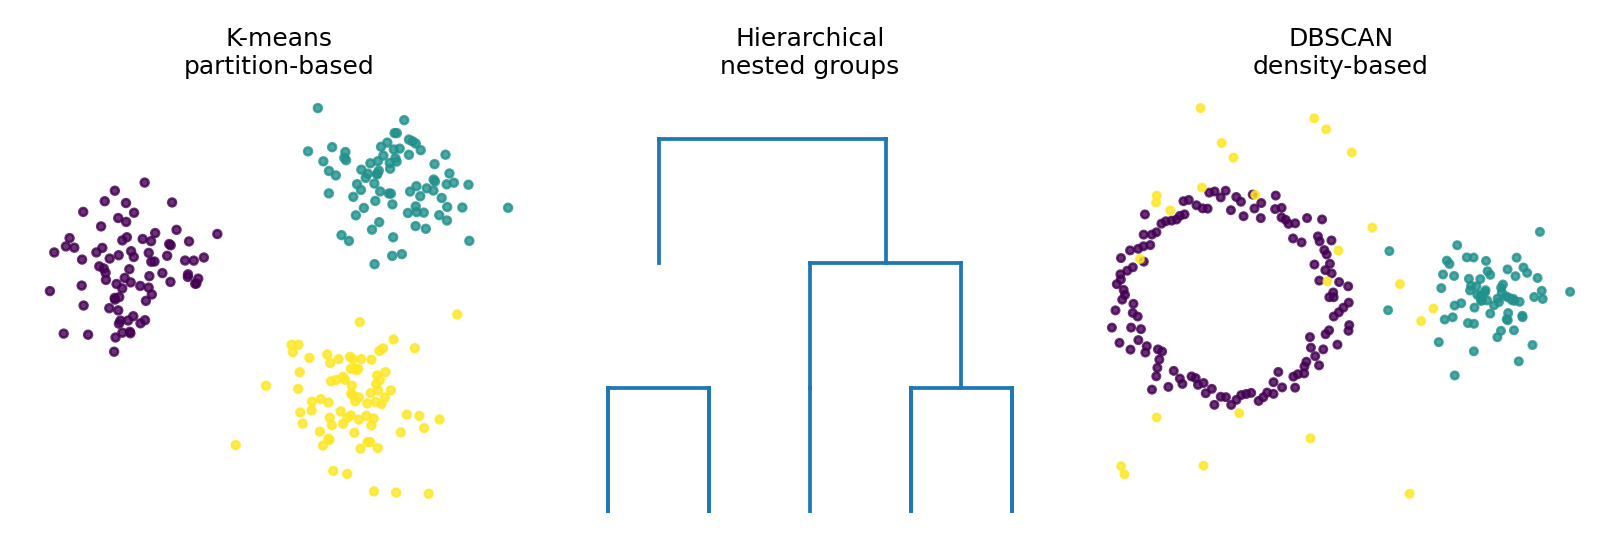 K-means
partition-based
Hierarchical
nested groups
DBSCAN
density-based